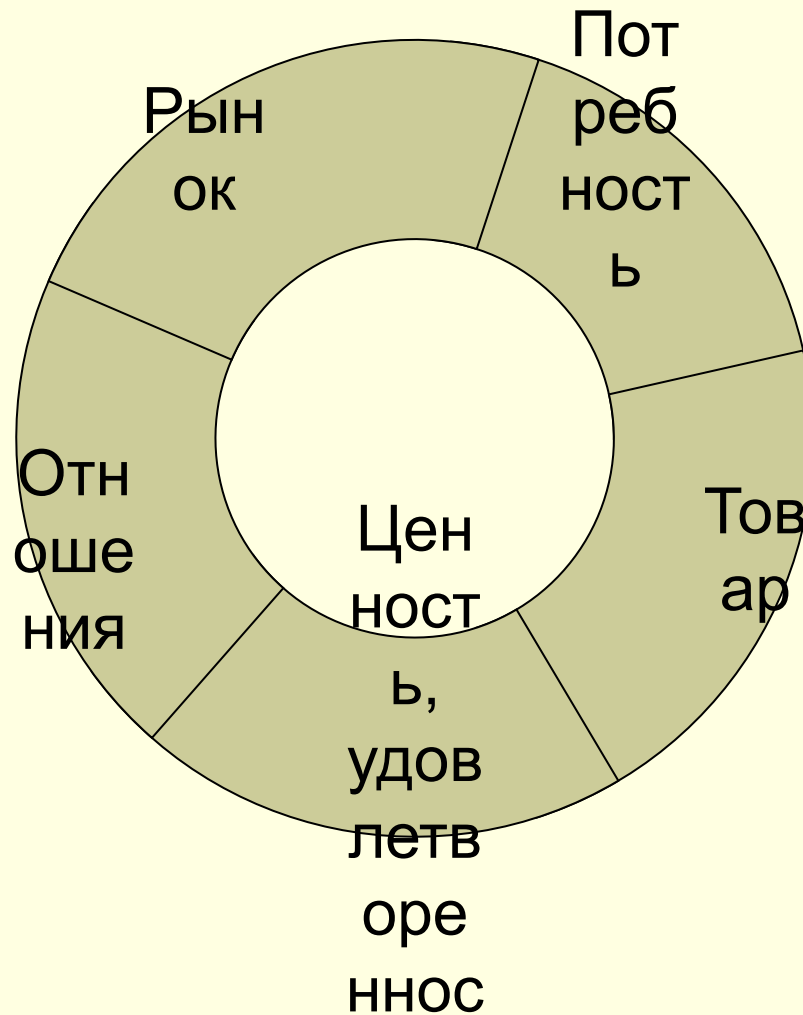 Пот
реб
ност
ь
Тов
ар
Цен
ност
ь,
удов
летв
оре
ннос
Отн
оше
ния
Рын
ок